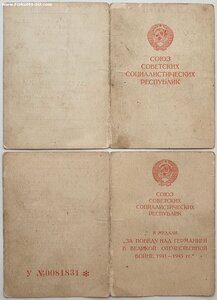 СОЮЗ
СОВЕТСКИХ
СОЦИАЛИСТИЧЕСКИХ
РЕСПУБЛИК
СОЮЗ
СОВЕТСКИХ
СОЦИАЛИСТИЧЕСКИХ
РЕСПУБЛИК
К МЕДАЛИ
„ЗА ПОБЕДУ НАД ГЕРМАНИЕЙ
В ВЕЛИКОЙ ОТЕЧЕСТВЕННОЙ
ВОЙНЕ 1941–1945 гг."
У №0081831 *